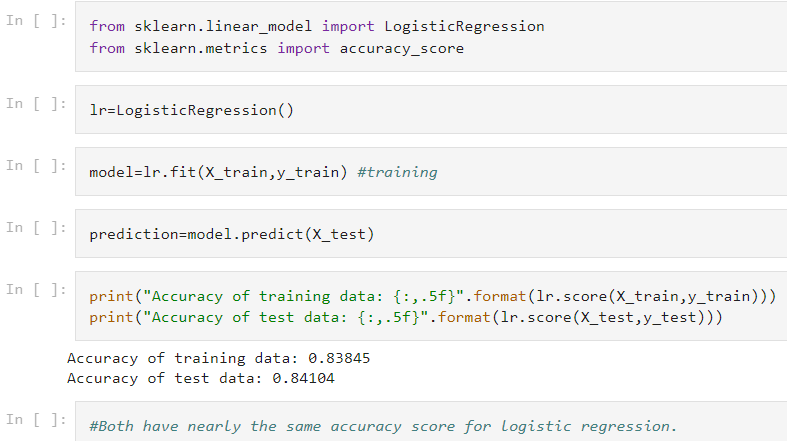 In [ ]: from sklearn.linear_model import LogisticRegression
from sklearn.metrics import accuracy_score
In [ ]: lr=LogisticRegression()
In [ ]: model=lr.fit(X_train,y_train) #training
In [ ]: prediction=model.predict(X_test)
In [ ]: print("Accuracy of training data: {:,.5f}".format(lr.score(X_train,y_train)))
print("Accuracy of test data: {:,.5f}".format(lr.score(X_test,y_test)))
Accuracy of training data: 0.83845
Accuracy of test data: 0.84104
In [ ]: #Both have nearly the same accuracy score for logistic regression.